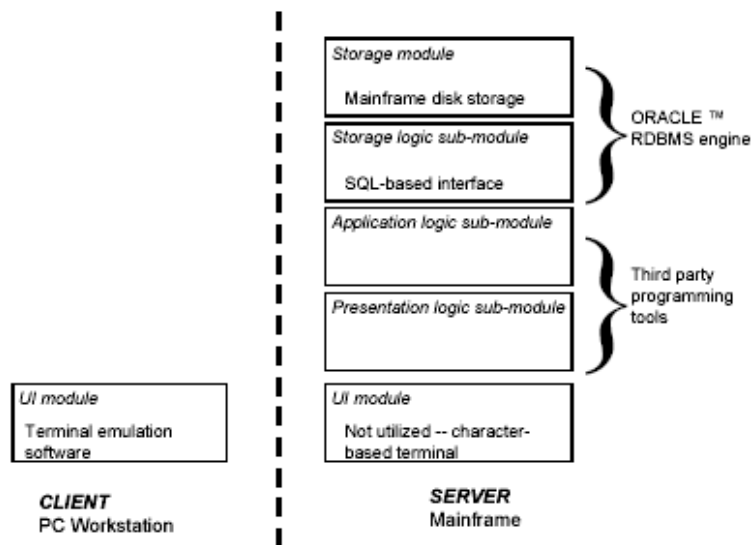 Storage module
Mainframe disk storage
Storage logic sub-module
SQL-based interface
ORACLE ™
RDBMS engine
Application logic sub-module
Presentation logic sub-module
Third party
programming
tools
UI module
Terminal emulation
software
UI module
Not utilized -- character-
based terminal
CLIENT
PC Workstation
SERVER
Mainframe